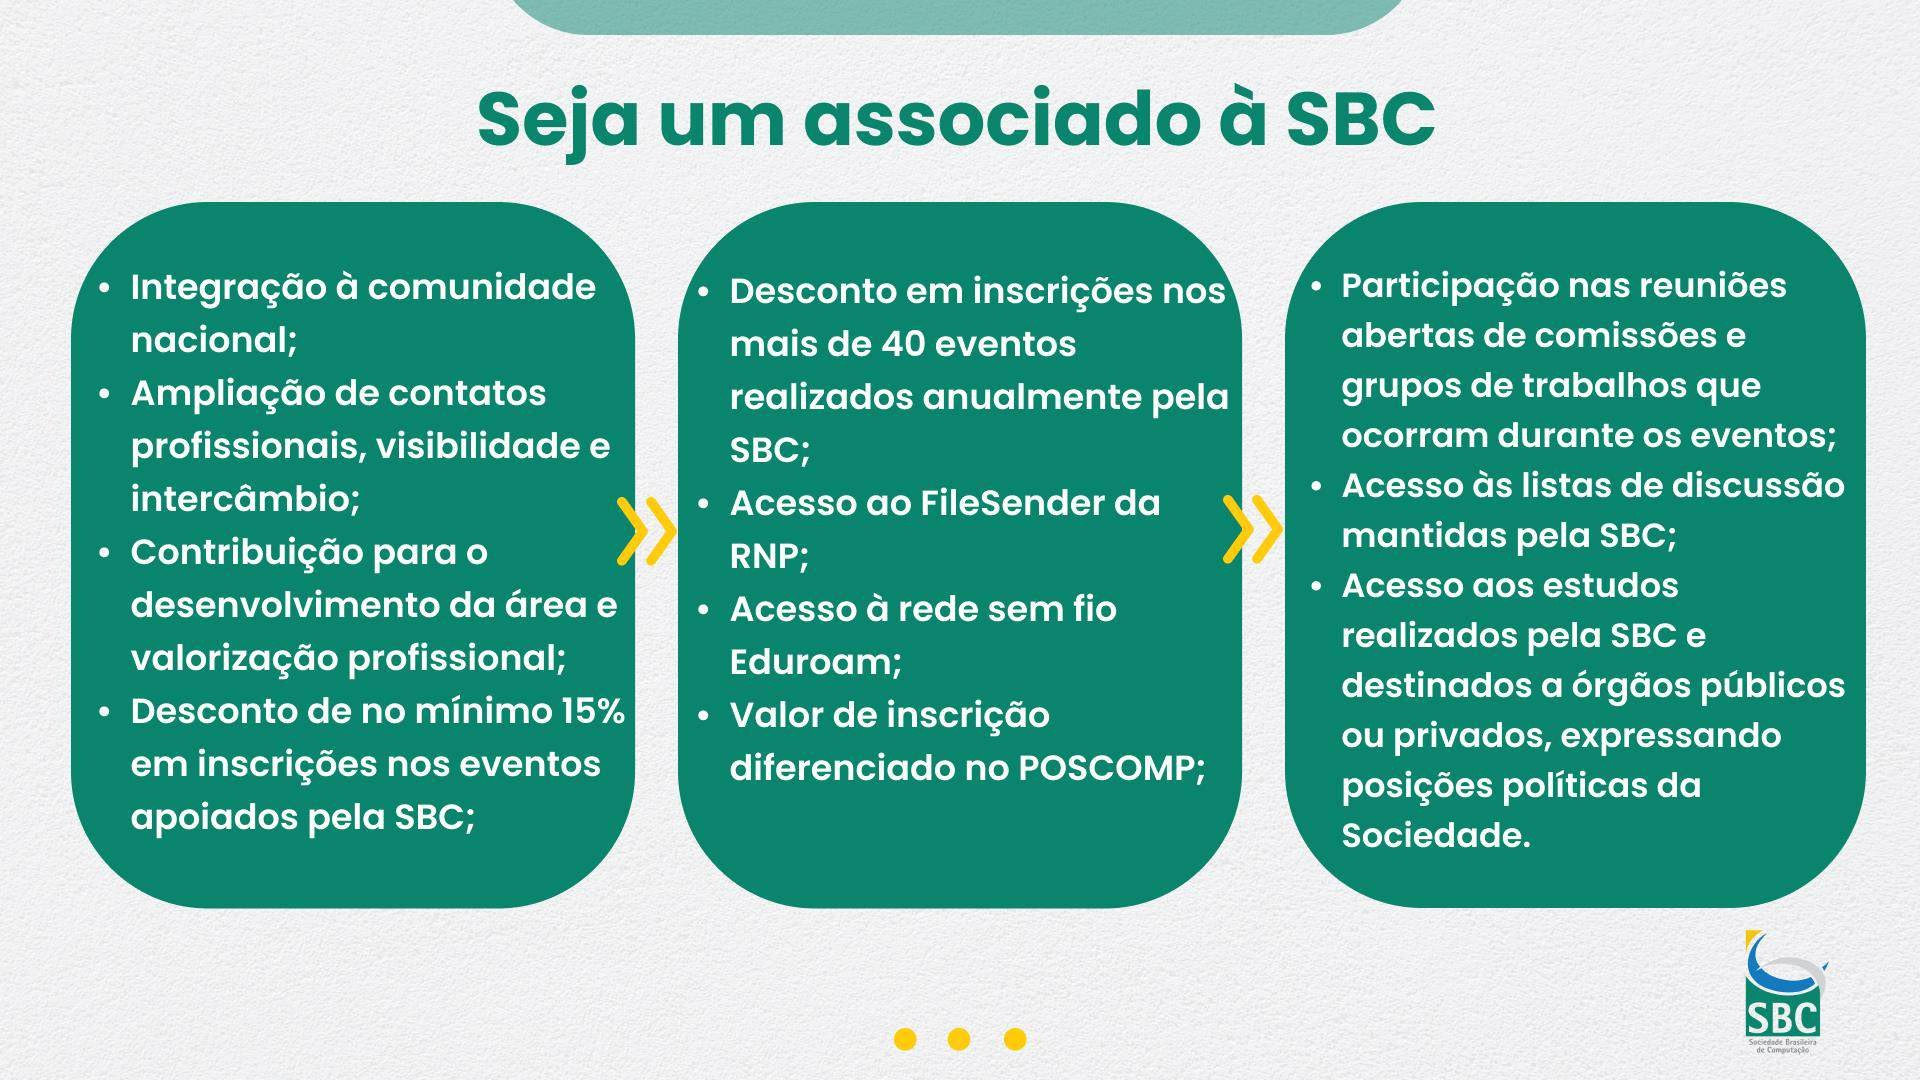 Seja um associado à SBC
• Integração à comunidade
nacional;
• Ampliação de contatos
profissionais, visibilidade e
intercâmbio;
• Contribuição para o
desenvolvimento da área e
valorização profissional;
• Desconto de no mínimo 15%
em inscrições nos eventos
apoiados pela SBC;
• Desconto em inscrições nos
mais de 40 eventos
realizados anualmente pela
SBC;
• Acesso ao FileSender da
RNP;
• Acesso à rede sem fio
Eduroam;
• Valor de inscrição
diferenciado no POSCOMP;
• Participação nas reuniões
abertas de comissões e
grupos de trabalhos que
ocorram durante os eventos;
• Acesso às listas de discussão
mantidas pela SBC;
• Acesso aos estudos
realizados pela SBC e
destinados a órgãos públicos
ou privados, expressando
posições políticas da
Sociedade.
SBC
Sociedade Brasileira
de Computação